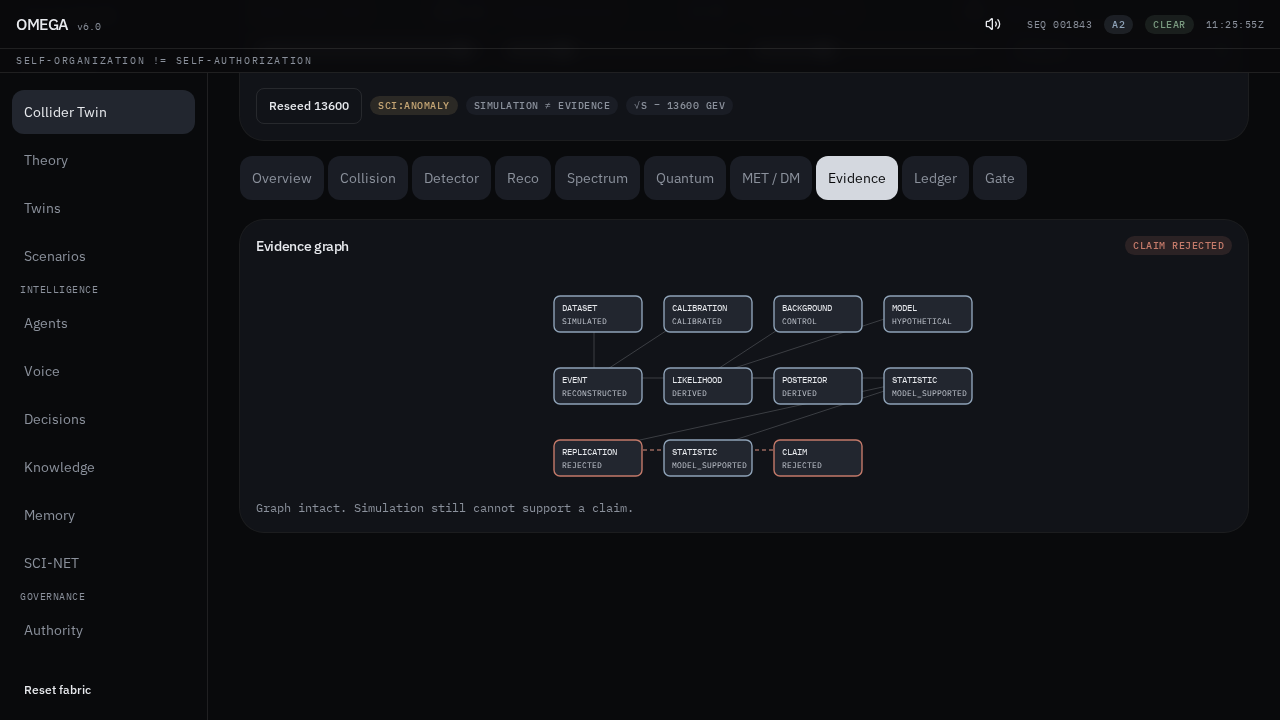 OMEGA v6.0
SEQ 001843 A2 CLEAR 11:25:55Z
SELF-ORGANIZATION != SELF-AUTHORIZATION
Collider Twin
Theory
Twins
Scenarios
INTELLIGENCE
Agents
Voice
Decisions
Knowledge
Memory
SCI-NET
GOVERNANCE
Authority
Reset fabric
Reseed 13600 SCI:ANOMALY SIMULATION ≠ EVIDENCE √S − 13600 GEV
Overview Collision Detector Reco Spectrum Quantum MET / DM Evidence Ledger Gate
Evidence graph CLAIM REJECTED
DATASET CALIBRATION BACKGROUND MODEL
SIMULATED CALIBRATED CONTROL HYPOTHETICAL
EVENT LIKELIHOOD POSTERIOR STATISTIC
RECONSTRUCTED DERIVED DERIVED MODEL_SUPPORTED
REPLICATION STATISTIC CLAIM
REJECTED MODEL_SUPPORTED REJECTED
Graph intact. Simulation still cannot support a claim.